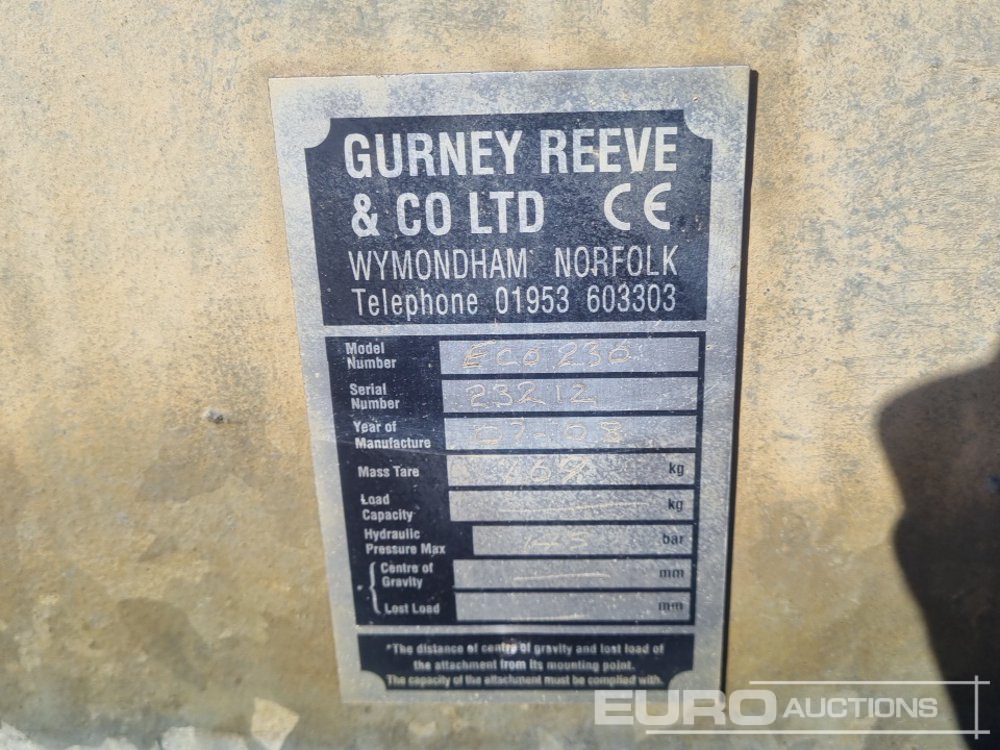 GURNEY REEVE
& CO LTD CE
WYMONDHAM NORFOLK
Telephone 01953 603303
Model Number ECO 236
Serial Number 23212
Year of Manufacture 07-08
Mass Tare kg
Load Capacity kg
Hydraulic Pressure Max bar
Centre of Gravity mm
Lost Load mm
*The distance of centre of gravity and lost load of
the attachment from its mounting point.
The capacity of the attachment must be complied with.
EURO AUCTIONS